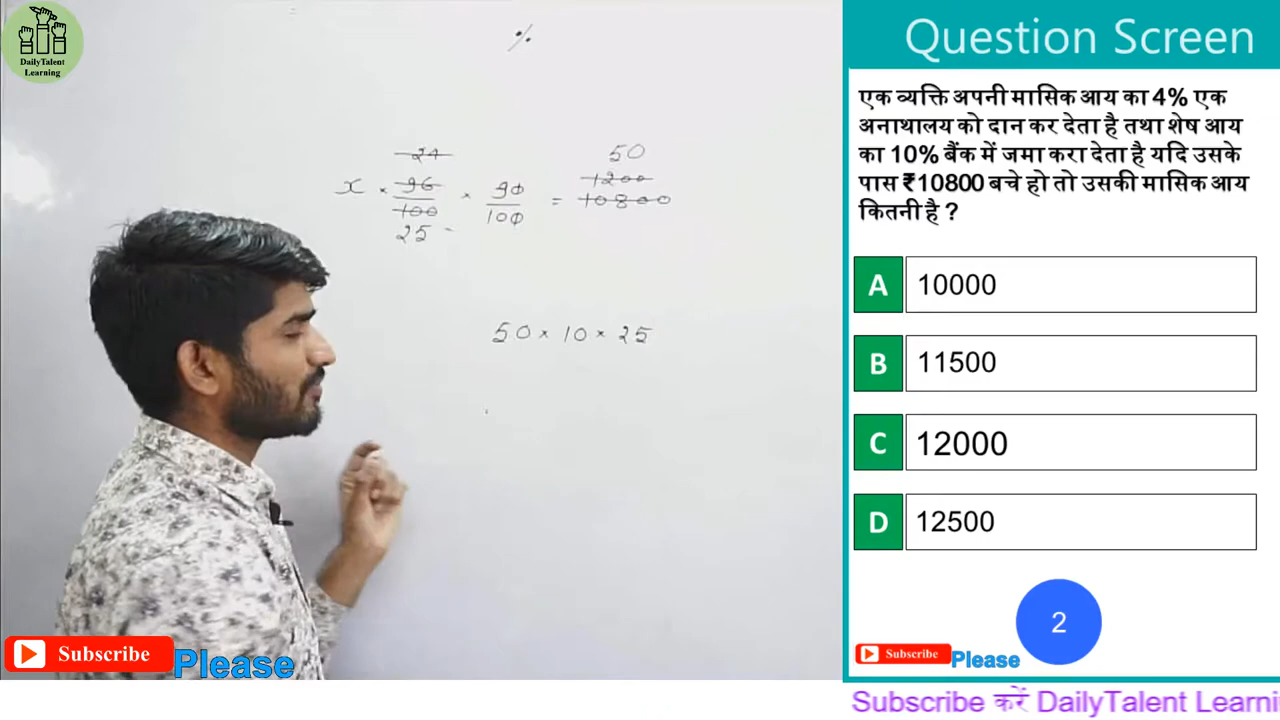 DailyTalent
Learning
%
24
50
x × 96/100 × 90/100 = 1200
10800
25
50 × 10 × 25
Subscribe
Please
Question Screen
एक व्यक्ति अपनी मासिक आय का 4% एक
अनाथालय को दान कर देता है तथा शेष आय
का 10% बैंक में जमा करा देता है यदि उसके
पास ₹10800 बचे हो तो उसकी मासिक आय
कितनी है ?
A 10000
B 11500
C 12000
D 12500
2
Subscribe
Please
Subscribe करें DailyTalent Learni